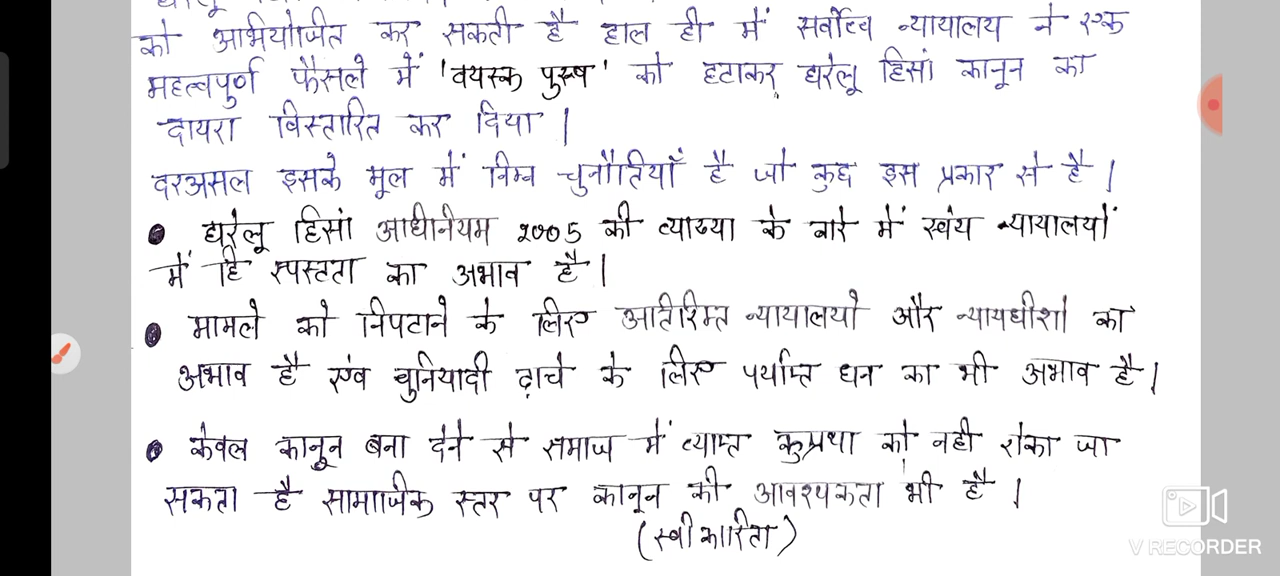 को अभियोजित कर सकती है हाल ही में सर्वोच्च न्यायालय ने एक
महत्वपुर्ण फैसले में 'वयस्क पुरुष' को हटाकर घरेलू हिसां कानून का
दायरा विस्तारित कर दिया।
दरअसल इसके मूल में निम्न चुनौतियाँ है जो कुछ इस प्रकार से है।
• घरेलू हिसां अधिनियम 2005 की व्याख्या के बारे में स्वंय न्यायालयों
में हि स्पस्टता का अभाव है।
• मामले को निपटाने के लिए अतिरिक्त न्यायालयो और न्यायधीशो का
अभाव है एंव बुनियादी ढ़ाचे के लिए पर्याप्त धन का भी अभाव है।
• केवल कानून बना देने से समाज में व्याप्त कुप्रथा को नही रोका जा
सकता है सामाजिक स्तर पर कानून की आवश्यकता भी है।
(स्वीकारिता)
V RECORDER